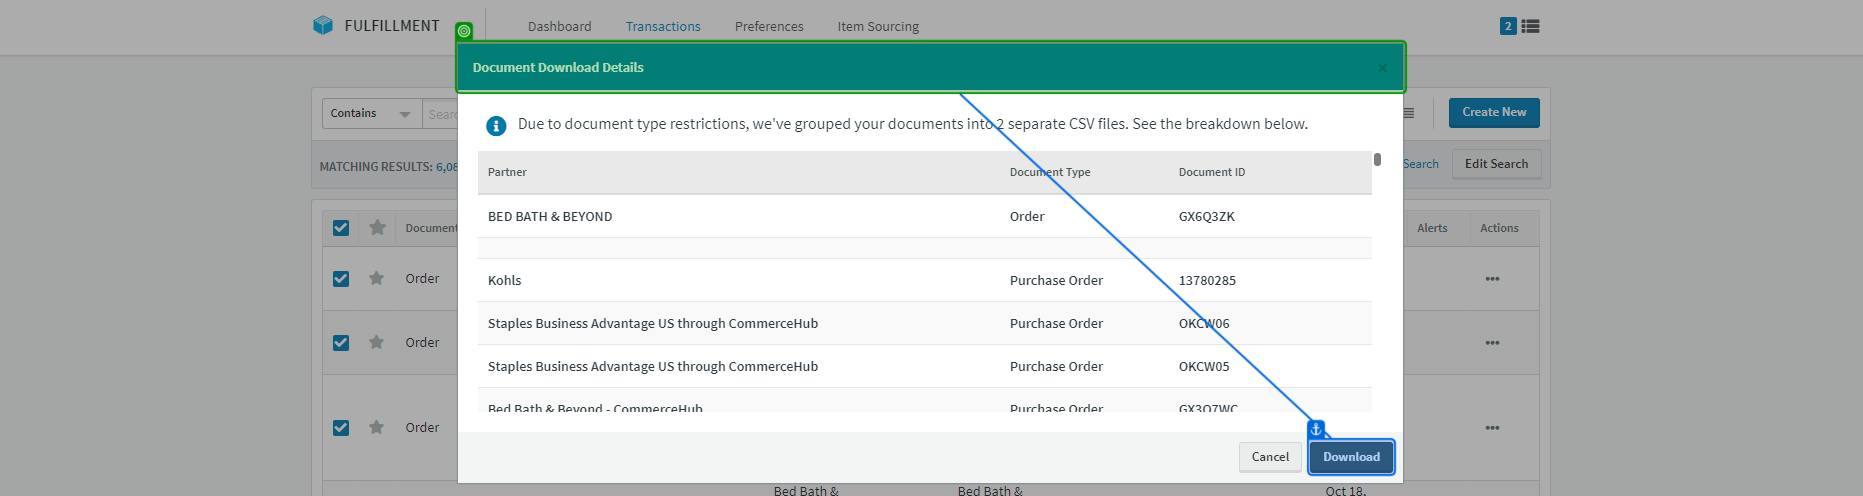 FULFILLMENT
Dashboard
Transactions
Preferences
Item Sourcing
2
Document Download Details
×
Contains
Searc
Create New
Due to document type restrictions, we've grouped your documents into 2 separate CSV files. See the breakdown below.
MATCHING RESULTS: 6,08
Search
Edit Search
Partner
Document Type
Document ID
Document
Alerts
Actions
BED BATH & BEYOND
Order
GX6Q3ZK
Order
Kohls
Purchase Order
13780285
Staples Business Advantage US through CommerceHub
Purchase Order
OKCW06
Order
Staples Business Advantage US through CommerceHub
Purchase Order
OKCW05
Bed Bath & Beyond - CommerceHub
Purchase Order
GX3Q7WC
Order
Cancel
Download
Bed Bath &
Bed Bath &
Oct 18,